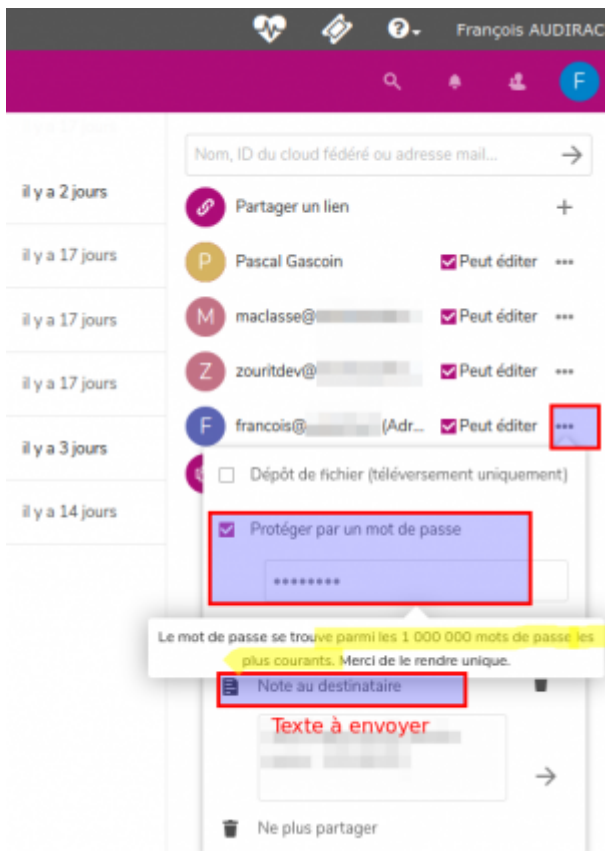 François AUDIRAC
F
Nom, ID du cloud fédéré ou adresse mail...
il y a 2 jours
Partager un lien
il y a 17 jours
P Pascal Gascoin Peut éditer
il y a 17 jours
M maclasse@ Peut éditer
il y a 17 jours
Z zouritdev@ Peut éditer
F francois@ (Adr... Peut éditer
il y a 3 jours
Dépôt de fichier (téléversement uniquement)
il y a 14 jours
Protéger par un mot de passe
••••••••
Le mot de passe se trouve parmi les 1 000 000 mots de passe les
plus courants. Merci de le rendre unique.
Note au destinataire
Texte à envoyer
Ne plus partager